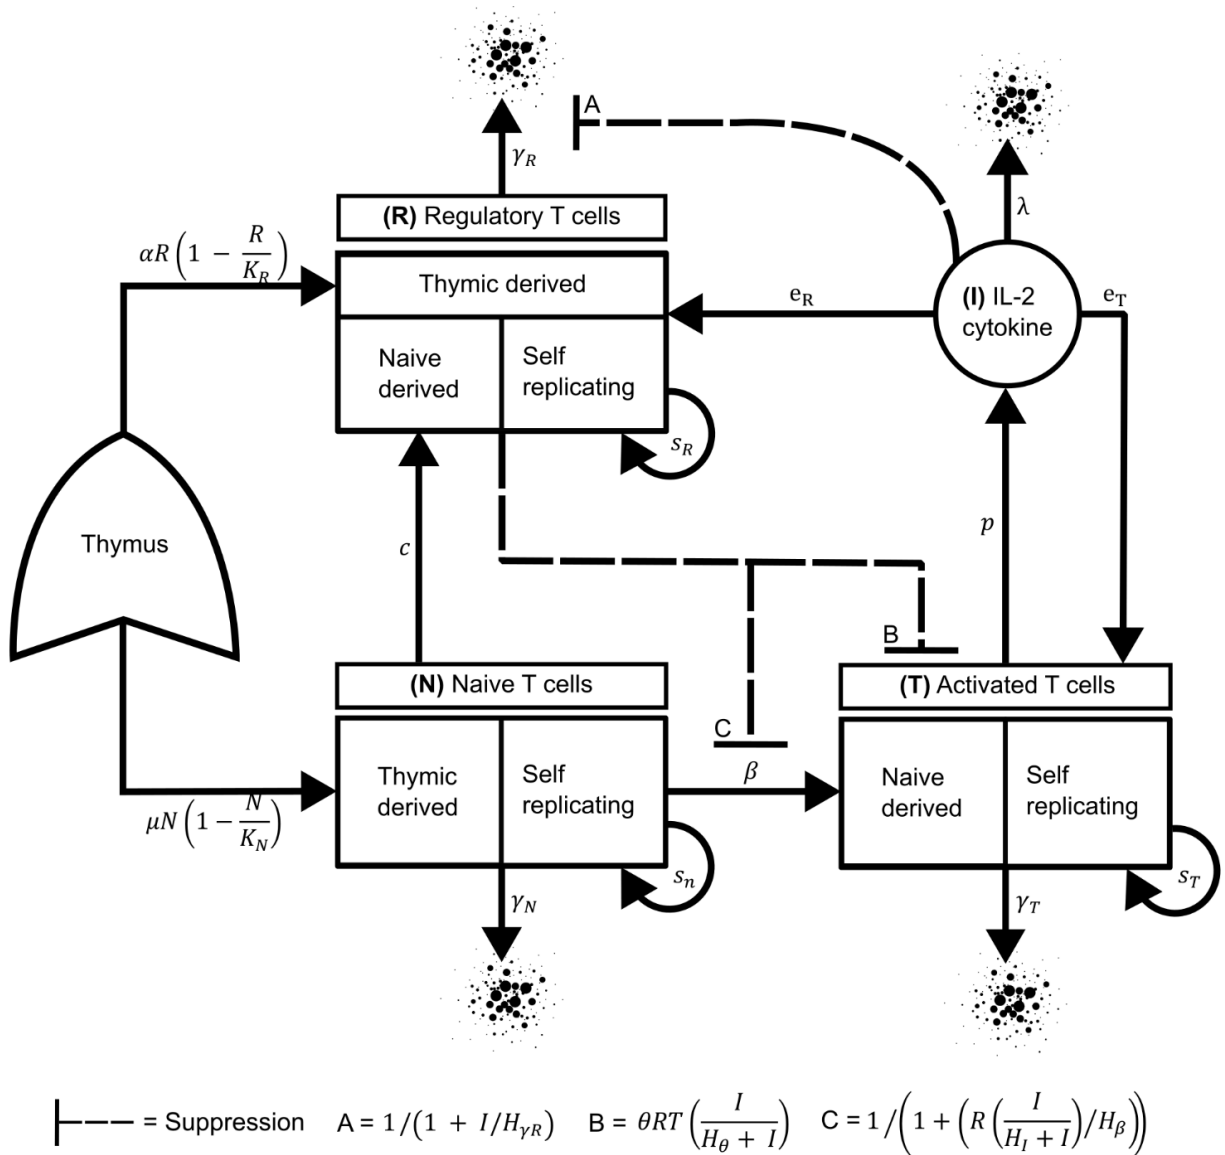 A
γ_R
λ
(R) Regulatory T cells
αR(1 - R/K_R)
Thymic derived
e_R
(I) IL-2
cytokine
e_T
Naive
derived
Self
replicating
s_R
Thymus
c
p
B
(N) Naive T cells
(T) Activated T cells
C
β
Thymic
derived
Self
replicating
Naive
derived
Self
replicating
μN(1-N/K_N)
s_n
s_T
γ_N
γ_T
= Suppression A = 1/(1 + I/H_γR) B = θRT(I/(H_θ + I)) C = 1/(1 + (R(I/(H_I + I))/H_β))